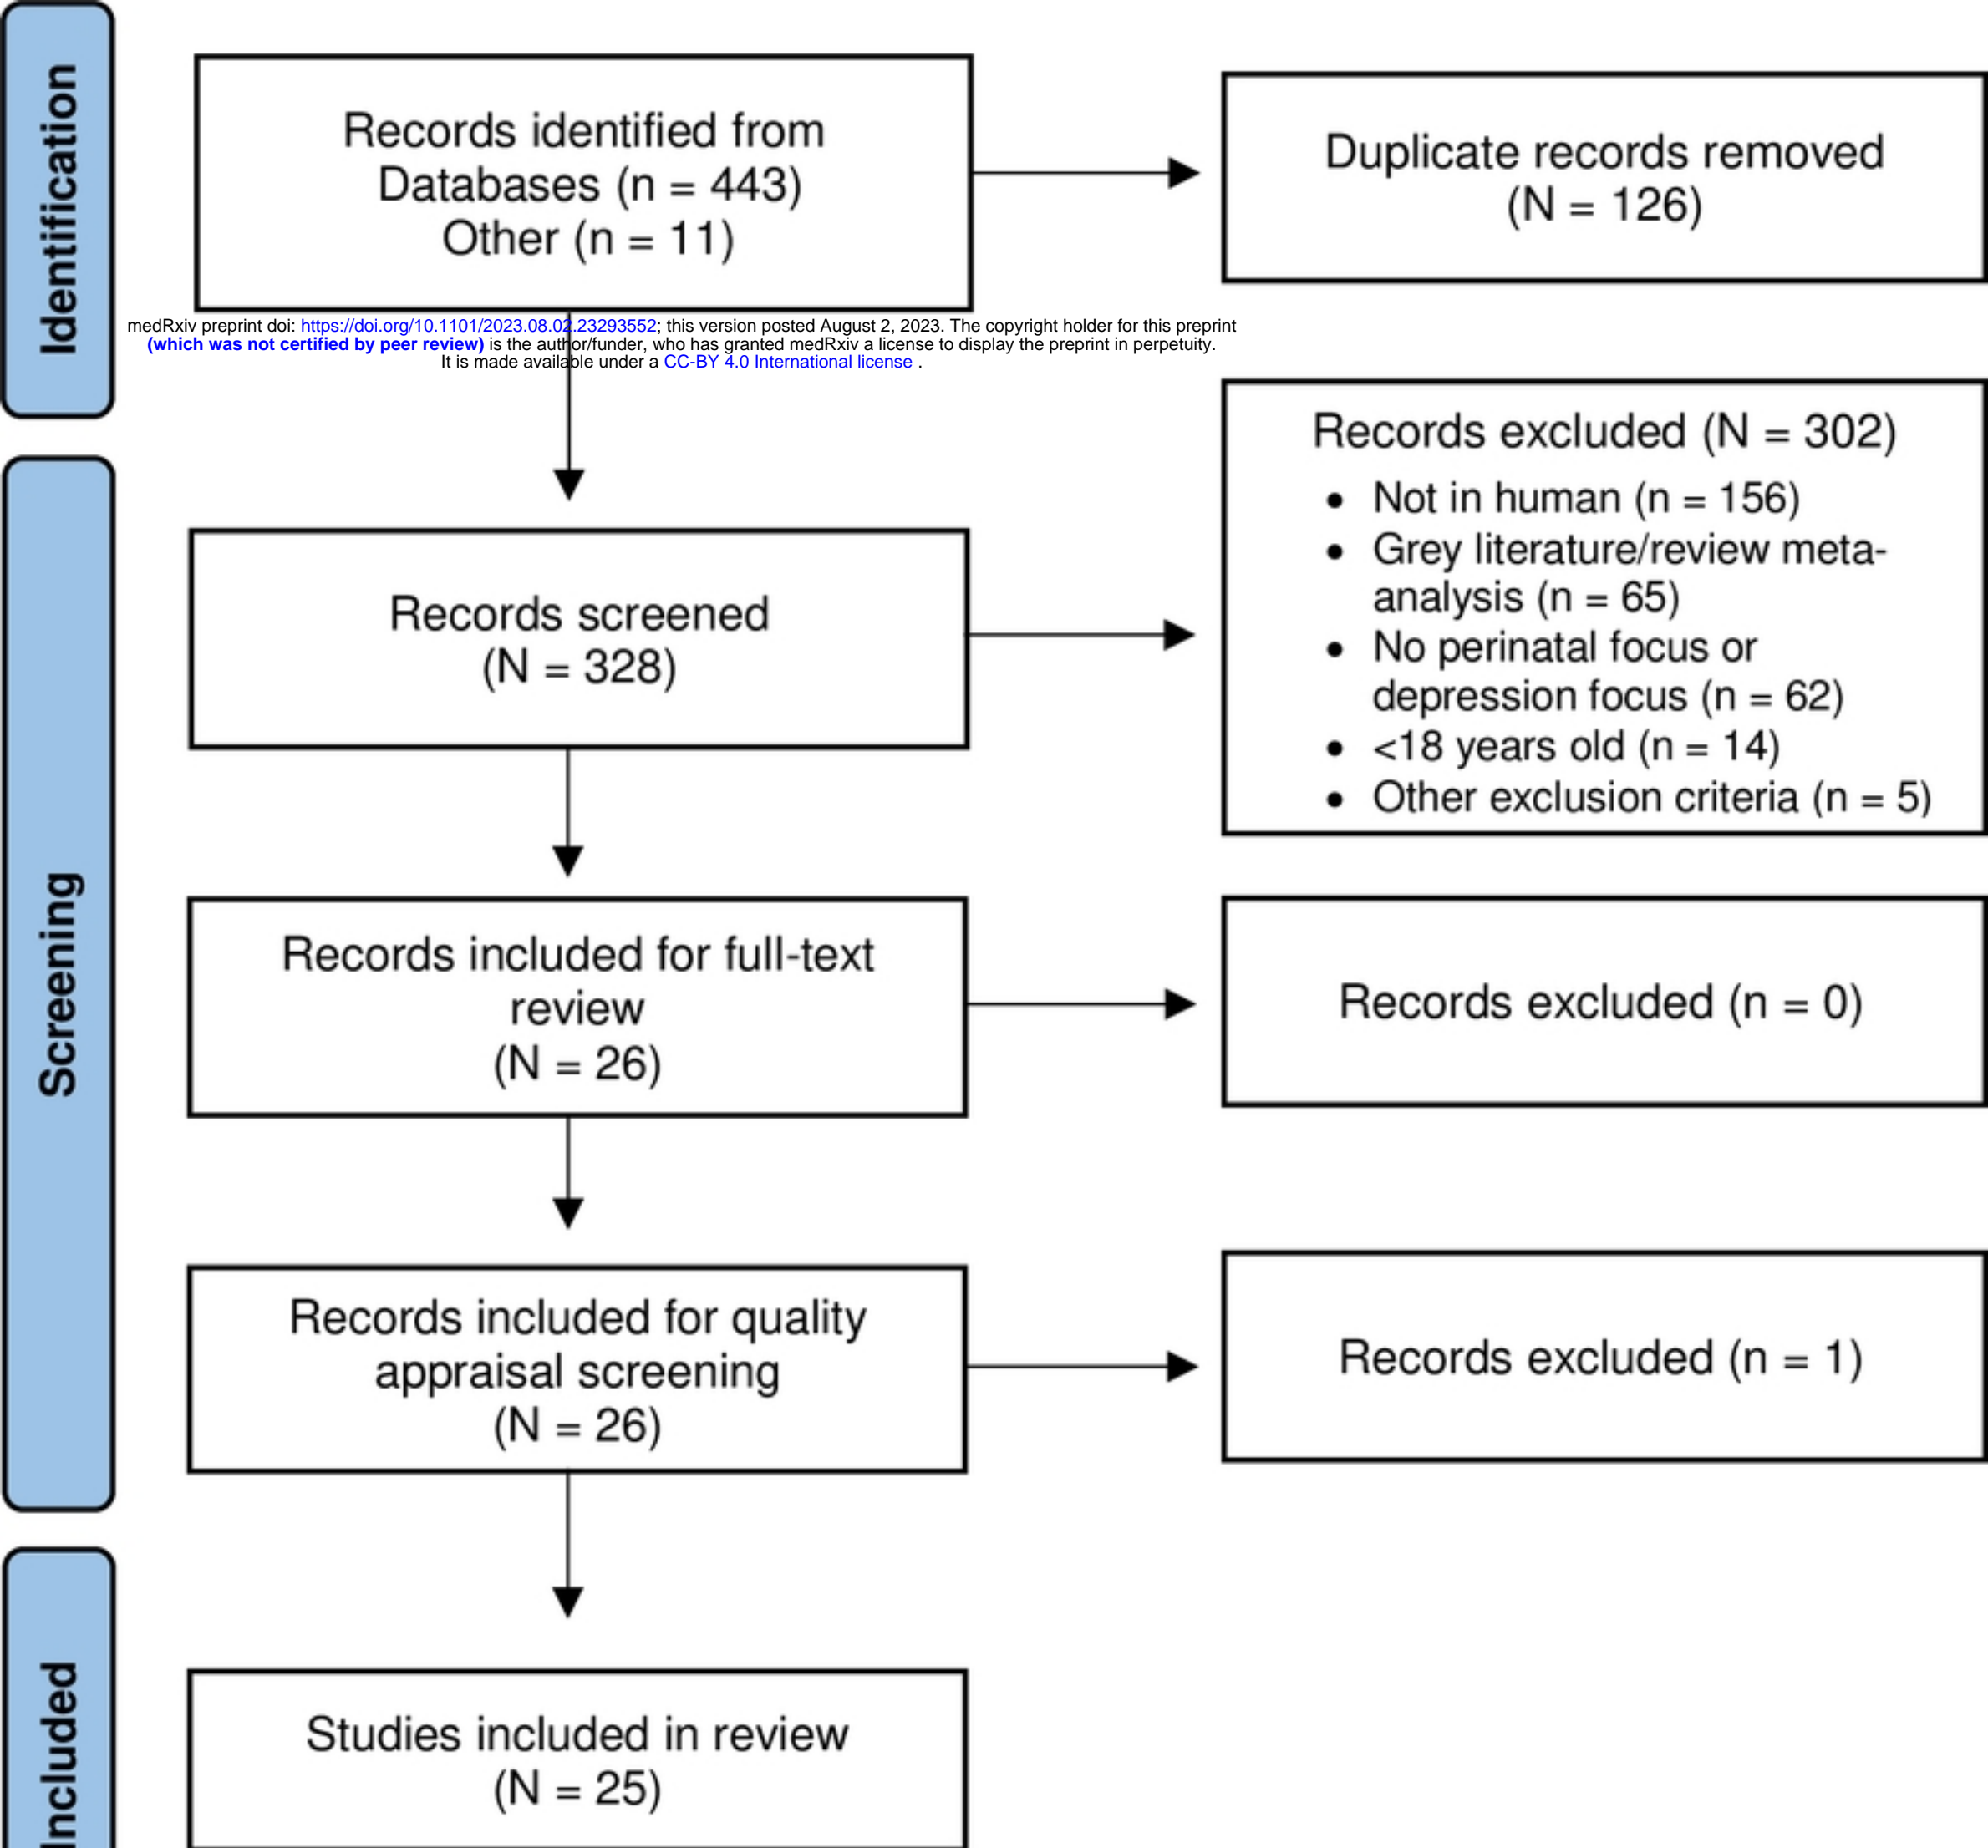 Identification
Records identified from
Databases (n = 443)
Other (n = 11)
Duplicate records removed
(N = 126)
medRxiv preprint doi: https://doi.org/10.1101/2023.08.02.23293552; this version posted August 2, 2023. The copyright holder for this preprint
(which was not certified by peer review) is the author/funder, who has granted medRxiv a license to display the preprint in perpetuity.
It is made available under a CC-BY 4.0 International license .
Screening
Records screened
(N = 328)
Records excluded (N = 302)
• Not in human (n = 156)
• Grey literature/review meta-
analysis (n = 65)
• No perinatal focus or
depression focus (n = 62)
• <18 years old (n = 14)
• Other exclusion criteria (n = 5)
Records included for full-text
review
(N = 26)
Records excluded (n = 0)
Records included for quality
appraisal screening
(N = 26)
Records excluded (n = 1)
Included
Studies included in review
(N = 25)